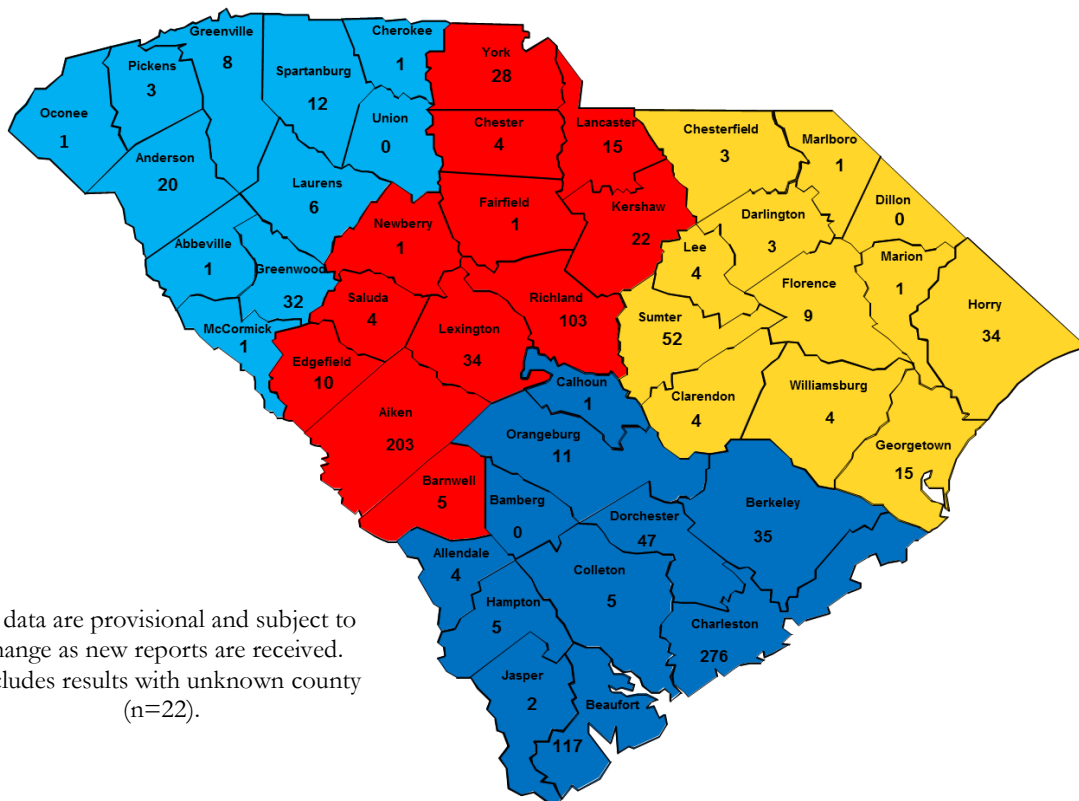 Greenville
8
Cherokee
1
York
28
Pickens
3
Spartanburg
12
Oconee
1
Union
0
Chester
4
Lancaster
15
Chesterfield
3
Marlboro
1
Anderson
20
Laurens
6
Dillon
0
Fairfield
1
Kershaw
22
Darlington
3
Newberry
1
Abbeville
1
Lee
4
Marion
1
Greenwood
32
Saluda
4
Richland
103
Florence
9
Horry
34
McCormick
1
Lexington
34
Sumter
52
Edgefield
10
Calhoun
1
Clarendon
4
Williamsburg
4
Aiken
203
Orangeburg
11
Georgetown
15
Barnwell
5
Bamberg
0
Dorchester
47
Berkeley
35
Allendale
4
Colleton
5
Hampton
5
Charleston
276
Jasper
2
Beaufort
117
data are provisional and subject to
hange as new reports are received.
cludes results with unknown county
(n=22).